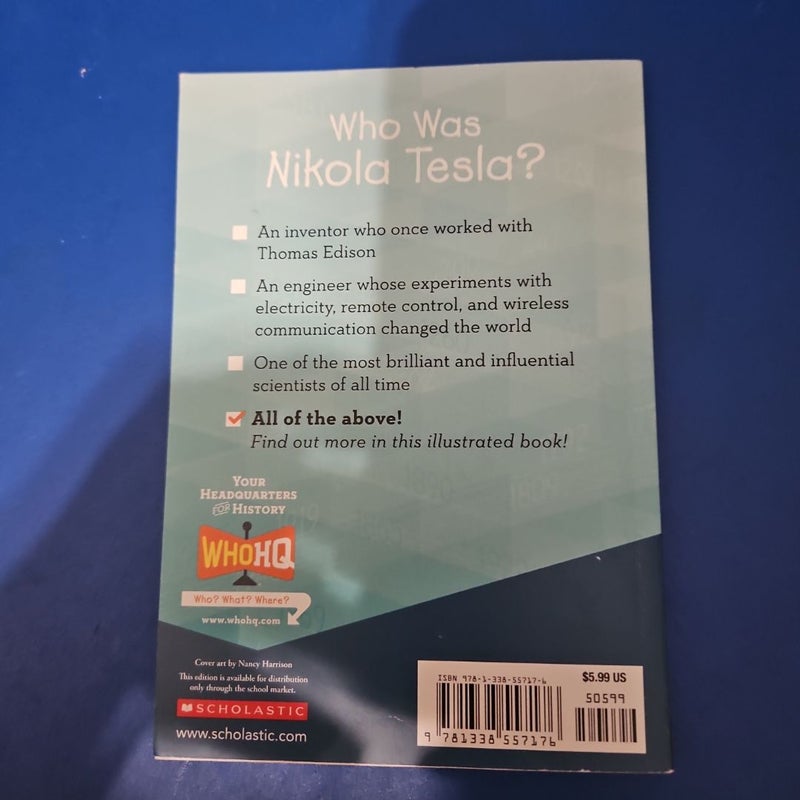 Who Was
Nikola Tesla?
An inventor who once worked with
Thomas Edison
An engineer whose experiments with
electricity, remote control, and wireless
communication changed the world
One of the most brilliant and influential
scientists of all time
All of the above!
Find out more in this illustrated book!
YOUR
HEADQUARTERS
FOR HISTORY
WHOHQ
Who? What? Where?
www.whohq.com
Cover art by Nancy Harrison
This edition is available for distribution
only through the school market.
SCHOLASTIC
www.scholastic.com
ISBN 978-1-338-55717-6
$5.99 US
50599
9 781338 557176